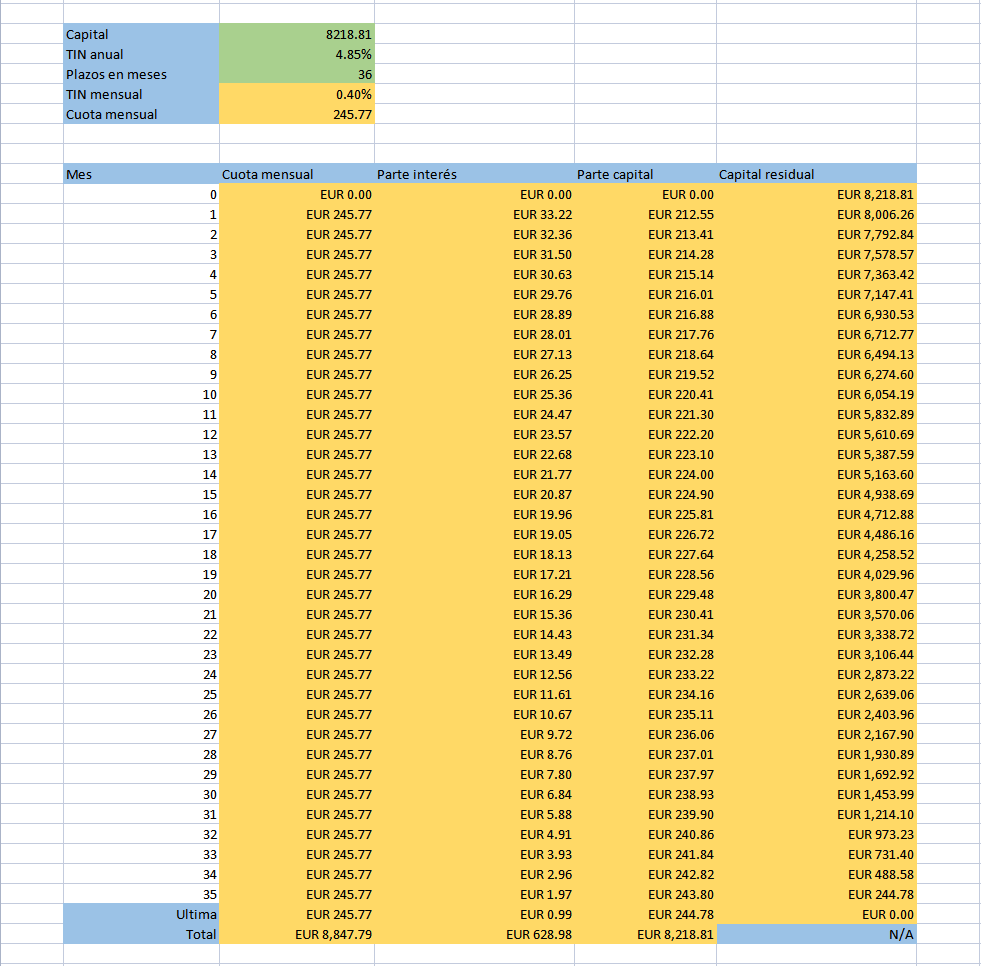 Capital 8218.81
TIN anual 4.85%
Plazos en meses 36
TIN mensual 0.40%
Cuota mensual 245.77
Mes Cuota mensual Parte interés Parte capital Capital residual
0 EUR 0.00 EUR 0.00 EUR 0.00 EUR 8,218.81
1 EUR 245.77 EUR 33.22 EUR 212.55 EUR 8,006.26
2 EUR 245.77 EUR 32.36 EUR 213.41 EUR 7,792.84
3 EUR 245.77 EUR 31.50 EUR 214.28 EUR 7,578.57
4 EUR 245.77 EUR 30.63 EUR 215.14 EUR 7,363.42
5 EUR 245.77 EUR 29.76 EUR 216.01 EUR 7,147.41
6 EUR 245.77 EUR 28.89 EUR 216.88 EUR 6,930.53
7 EUR 245.77 EUR 28.01 EUR 217.76 EUR 6,712.77
8 EUR 245.77 EUR 27.13 EUR 218.64 EUR 6,494.13
9 EUR 245.77 EUR 26.25 EUR 219.52 EUR 6,274.60
10 EUR 245.77 EUR 25.36 EUR 220.41 EUR 6,054.19
11 EUR 245.77 EUR 24.47 EUR 221.30 EUR 5,832.89
12 EUR 245.77 EUR 23.57 EUR 222.20 EUR 5,610.69
13 EUR 245.77 EUR 22.68 EUR 223.10 EUR 5,387.59
14 EUR 245.77 EUR 21.77 EUR 224.00 EUR 5,163.60
15 EUR 245.77 EUR 20.87 EUR 224.90 EUR 4,938.69
16 EUR 245.77 EUR 19.96 EUR 225.81 EUR 4,712.88
17 EUR 245.77 EUR 19.05 EUR 226.72 EUR 4,486.16
18 EUR 245.77 EUR 18.13 EUR 227.64 EUR 4,258.52
19 EUR 245.77 EUR 17.21 EUR 228.56 EUR 4,029.96
20 EUR 245.77 EUR 16.29 EUR 229.48 EUR 3,800.47
21 EUR 245.77 EUR 15.36 EUR 230.41 EUR 3,570.06
22 EUR 245.77 EUR 14.43 EUR 231.34 EUR 3,338.72
23 EUR 245.77 EUR 13.49 EUR 232.28 EUR 3,106.44
24 EUR 245.77 EUR 12.56 EUR 233.22 EUR 2,873.22
25 EUR 245.77 EUR 11.61 EUR 234.16 EUR 2,639.06
26 EUR 245.77 EUR 10.67 EUR 235.11 EUR 2,403.96
27 EUR 245.77 EUR 9.72 EUR 236.06 EUR 2,167.90
28 EUR 245.77 EUR 8.76 EUR 237.01 EUR 1,930.89
29 EUR 245.77 EUR 7.80 EUR 237.97 EUR 1,692.92
30 EUR 245.77 EUR 6.84 EUR 238.93 EUR 1,453.99
31 EUR 245.77 EUR 5.88 EUR 239.90 EUR 1,214.10
32 EUR 245.77 EUR 4.91 EUR 240.86 EUR 973.23
33 EUR 245.77 EUR 3.93 EUR 241.84 EUR 731.40
34 EUR 245.77 EUR 2.96 EUR 242.82 EUR 488.58
35 EUR 245.77 EUR 1.97 EUR 243.80 EUR 244.78
Ultima EUR 245.77 EUR 0.99 EUR 244.78 EUR 0.00
Total EUR 8,847.79 EUR 628.98 EUR 8,218.81 N/A